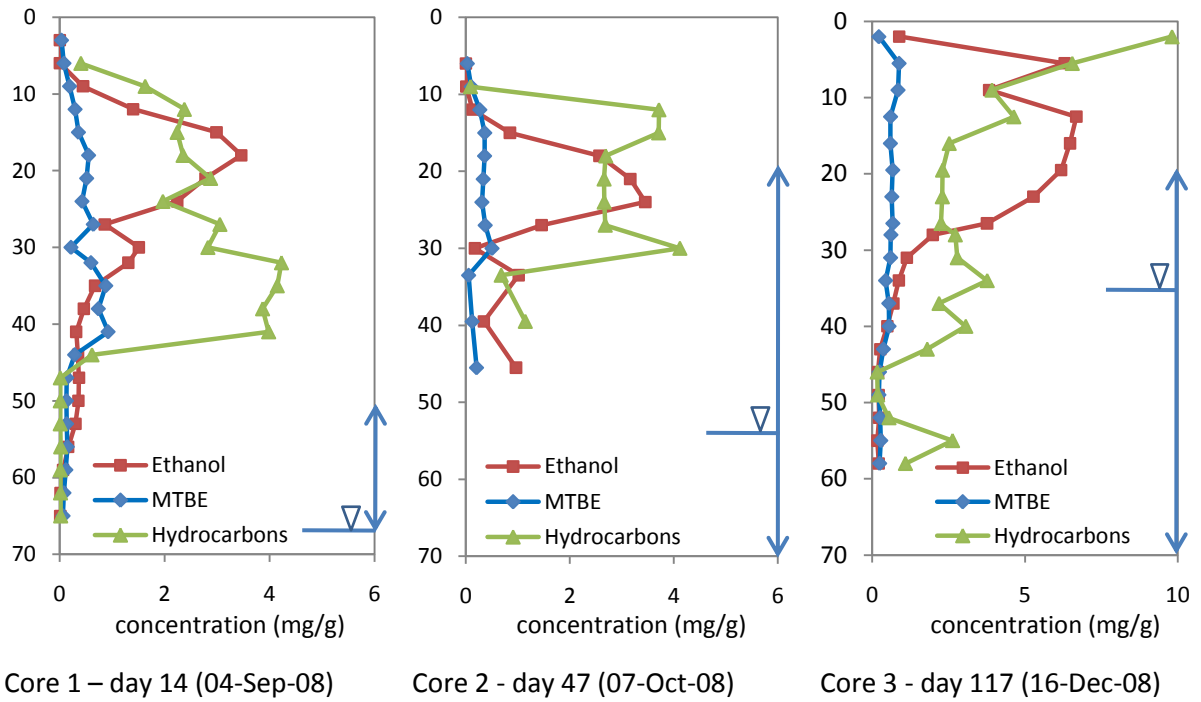 0
10
20
30
40
50
60
70
Ethanol
MTBE
Hydrocarbons
0 2 4 6
concentration (mg/g)
Core 1 – day 14 (04-Sep-08)
0
10
20
30
40
50
60
70
Ethanol
MTBE
Hydrocarbons
0 2 4 6
concentration (mg/g)
Core 2 - day 47 (07-Oct-08)
0
10
20
30
40
50
60
70
Ethanol
MTBE
Hydrocarbons
0 5 10
concentration (mg/g)
Core 3 - day 117 (16-Dec-08)